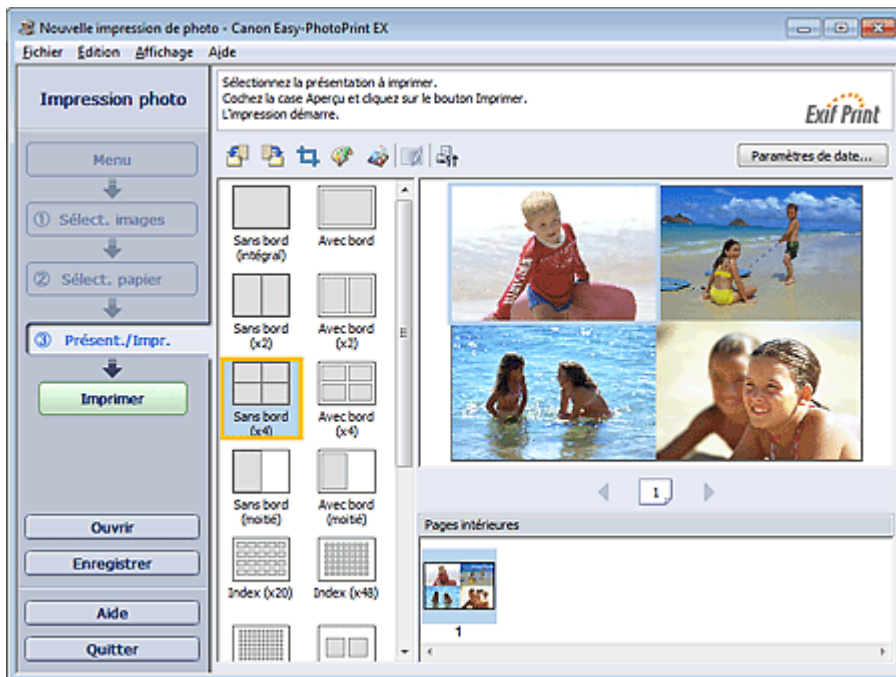 Nouvelle impression de photo - Canon Easy-PhotoPrint EX
Fichier Édition Affichage Aide
Impression photo
Menu
① Sélect. images
② Sélect. papier
③ Présent./Impr.
Imprimer
Ouvrir
Enregistrer
Aide
Quitter
Sélectionnez la présentation à imprimer.
Cochez la case Aperçu et cliquez sur le bouton Imprimer.
L'impression démarre.
Exif Print
Paramètres de date...
Sans bord
(intégral)
Avec bord
Sans bord
(x2)
Avec bord
(x2)
Sans bord
(x4)
Avec bord
(x4)
Sans bord
(moitié)
Avec bord
(moitié)
Index (x20)
Index (x48)
1
Pages intérieures
1